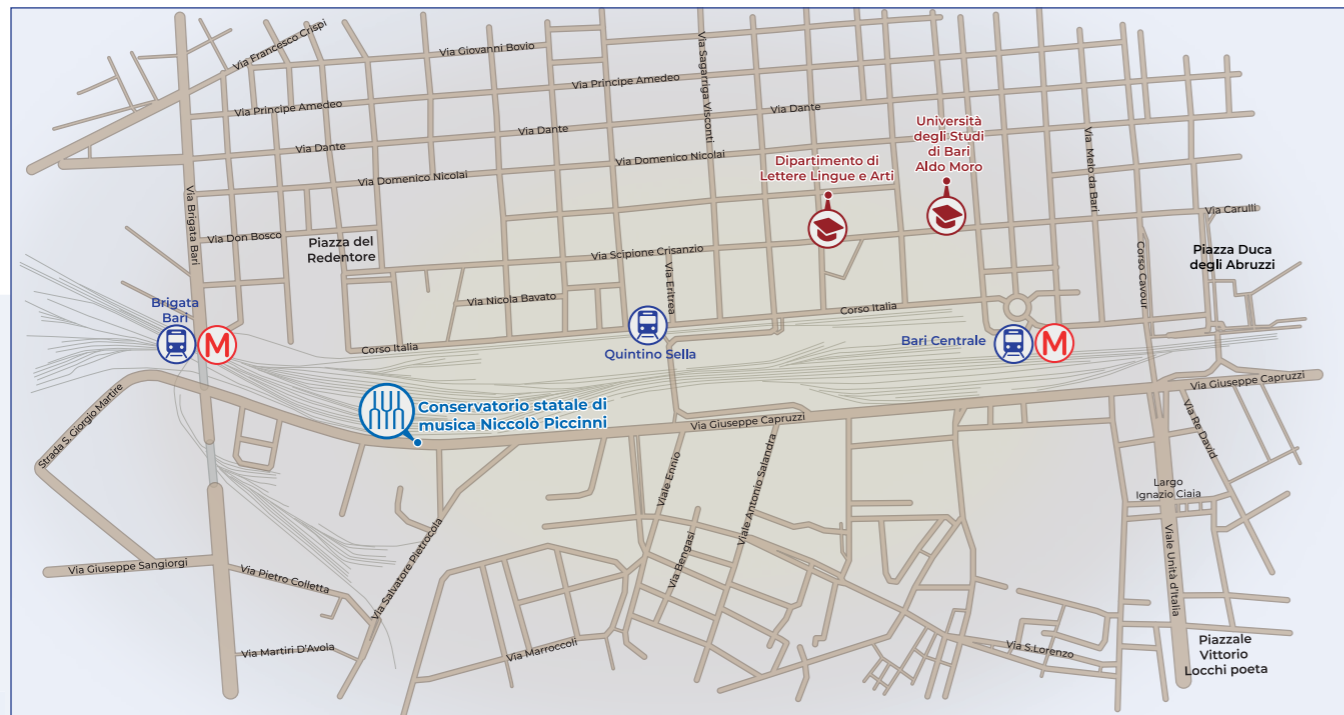 Via Francesco Crispi
Via Giovanni Bovio
Via Sagarriga Visconti
Via Principe Amedeo
Via Principe Amedeo
Via Dante
Via Dante
Via Dante
Università
degli Studi
di Bari
Aldo Moro
Via Melo da Bari
Via Domenico Nicolai
Via Domenico Nicolai
Dipartimento di
Lettere Lingue e Arti
Via Brigata Bari
Via Don Bosco
Piazza del
Redentore
Via Scipione Crisanzio
Via Carulli
Piazza Duca
degli Abruzzi
Corso Cavour
Via Eritrea
Via Nicola Bavato
Corso Italia
Brigata
Bari
M
Corso Italia
Quintino Sella
Bari Centrale
M
Via Giuseppe Capruzzi
Conservatorio statale di
musica Niccolò Piccinni
Via Giuseppe Capruzzi
Strada S. Giorgio Martire
Via Re David
Viale Ennio
Viale Antonio Salandra
Largo
Ignazio Ciaia
Via Giuseppe Sangiorgi
Via Pietro Colletta
Via Salvatore Pietrocola
Via Bengasi
Viale Unità d'Italia
Via Martiri D'Avola
Via Marroccoli
Via S.Lorenzo
Piazzale
Vittorio
Locchi poeta